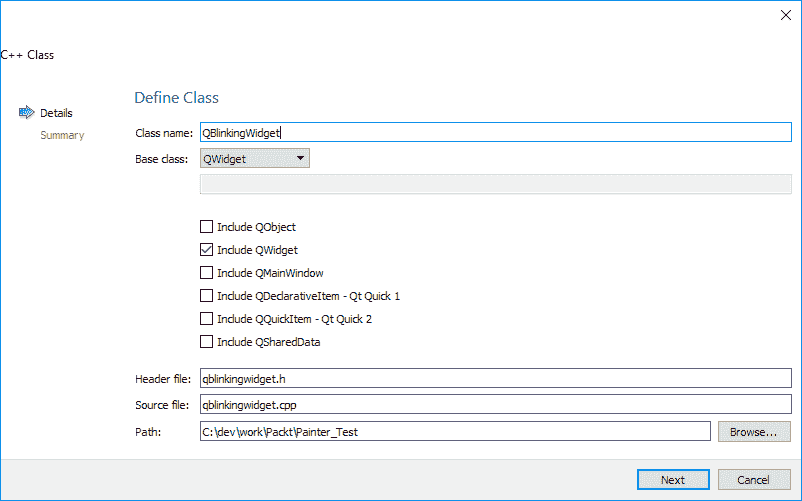 C++ Class
Define Class
Details
Summary
Class name: QBlinkingWidget
Base class: QWidget
Include QObject
Include QWidget
Include QMainWindow
Include QDeclarativeItem - Qt Quick 1
Include QQuickItem - Qt Quick 2
Include QSharedData
Header file: qblinkingwidget.h
Source file: qblinkingwidget.cpp
Path: C:\dev\work\Packt\Painter_Test Browse...
Next Cancel